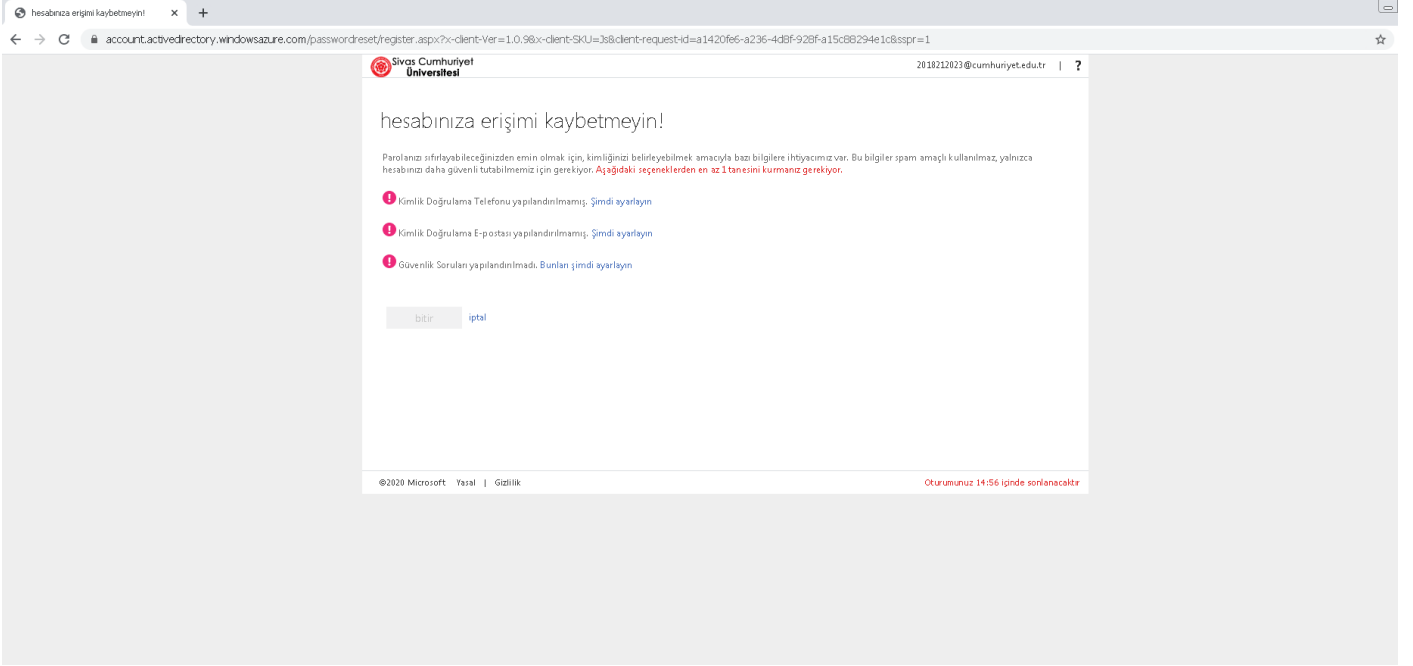 hesabınıza erişimi kaybetmeyin!
account.activedirectory.windowsazure.com/passwordreset/register.aspx?x-client-Ver=1.0.9&x-client-SKU=Js&client-request-id=a1420fe6-a236-4d8f-928f-a15c88294e1c&sspr=1
Sivas Cumhuriyet
Üniversitesi
2018212023@cumhuriyet.edu.tr | ?
hesabınıza erişimi kaybetmeyin!
Parolanızı sıfırlayabileceğinizden emin olmak için, kimliğinizi belirleyebilmek amacıyla bazı bilgilere ihtiyacımız var. Bu bilgiler spam amaçlı kullanılmaz, yalnızca
hesabınızı daha güvenli tutabilmemiz için gerekiyor. Aşağıdaki seçeneklerden en az 1 tanesini kurmanız gerekiyor.
Kimlik Doğrulama Telefonu yapılandırılmamış. Şimdi ayarlayın
Kimlik Doğrulama E-postası yapılandırılmamış. Şimdi ayarlayın
Güvenlik Soruları yapılandırılmadı. Bunları şimdi ayarlayın
bitir iptal
©2020 Microsoft Yasal | Gizlilik
Oturumunuz 14:56 içinde sonlanacaktır